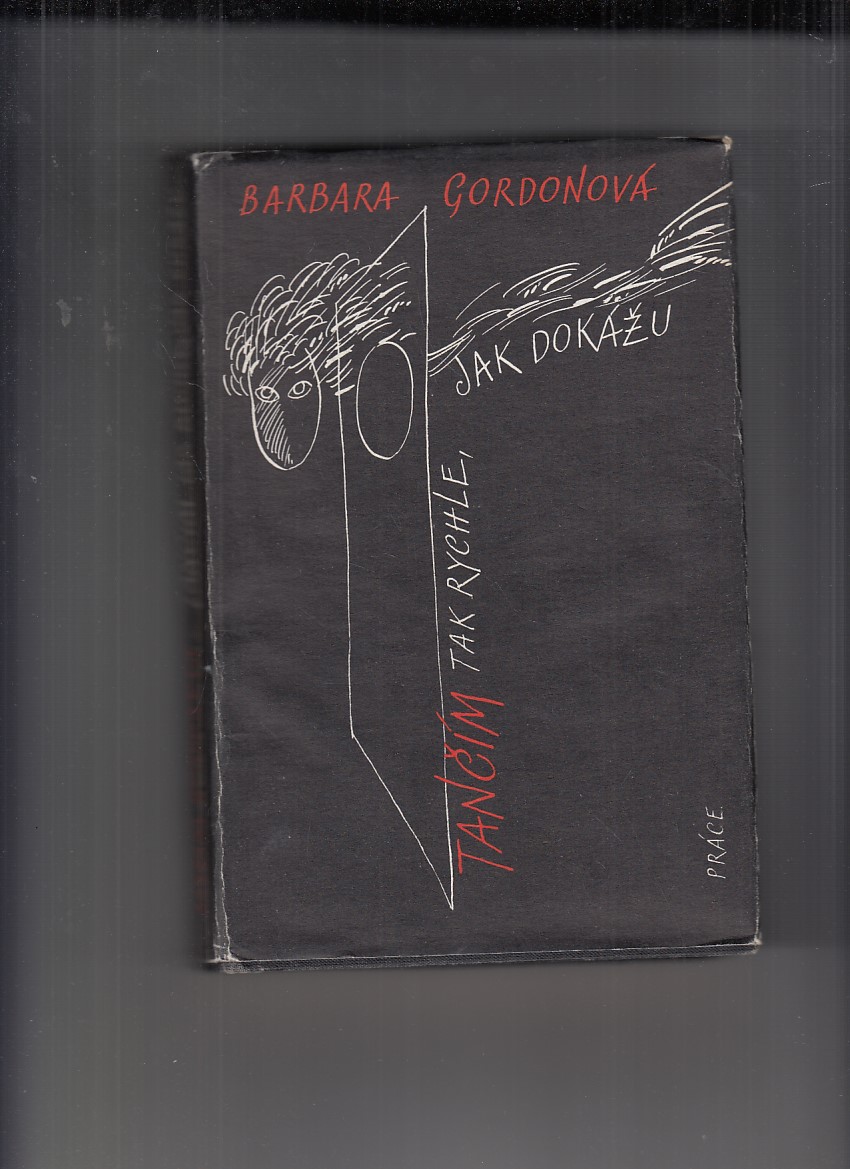 BARBARA GORDONOVÁ
TANČÍM TAK RYCHLE,
JAK DOKÁŽU
PRÁCE